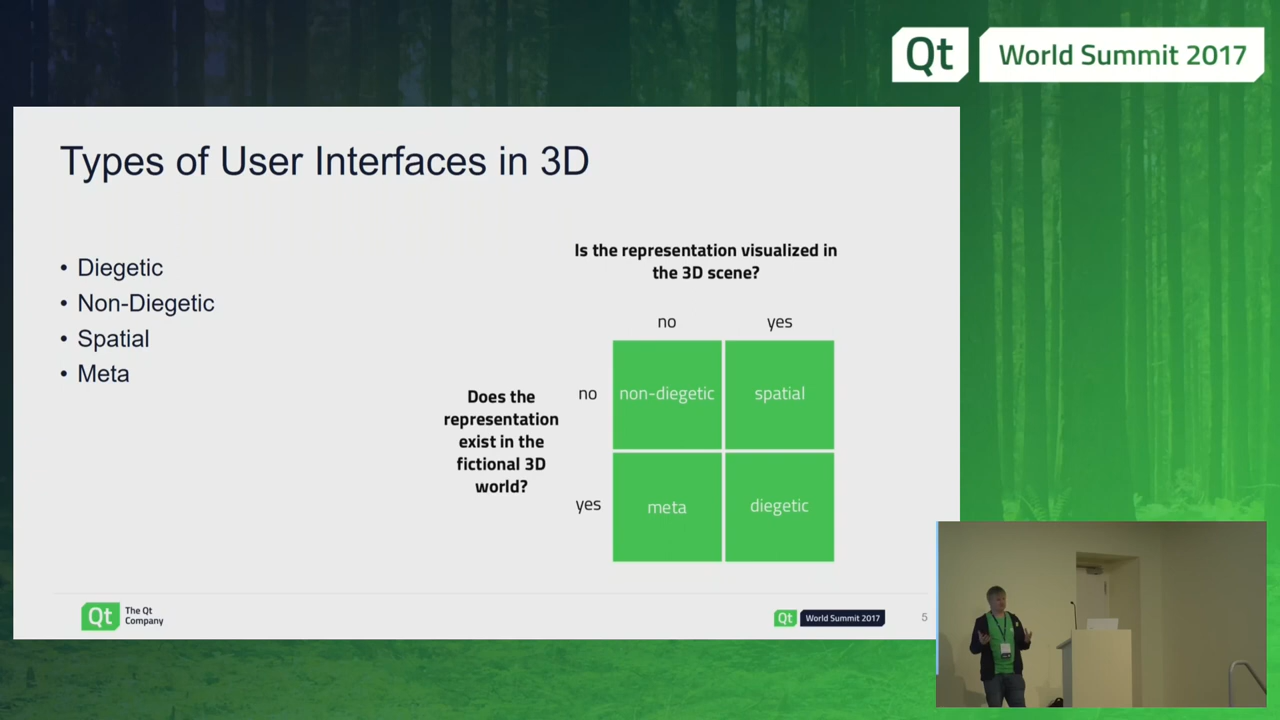 Qt World Summit 2017
Types of User Interfaces in 3D
• Diegetic
• Non-Diegetic
• Spatial
• Meta
Is the representation visualized in
the 3D scene?
no yes
Does the
representation
exist in the
fictional 3D
world?
no
non-diegetic spatial
yes
meta diegetic
Qt The Qt
Company
Qt World Summit 2017
5